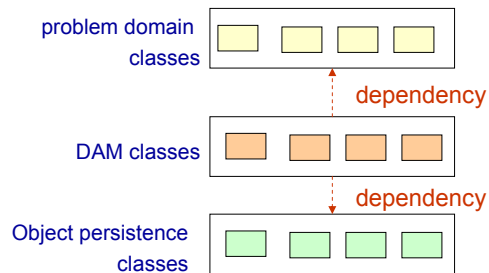 problem domain
classes
dependency
DAM classes
dependency
Object persistence
classes